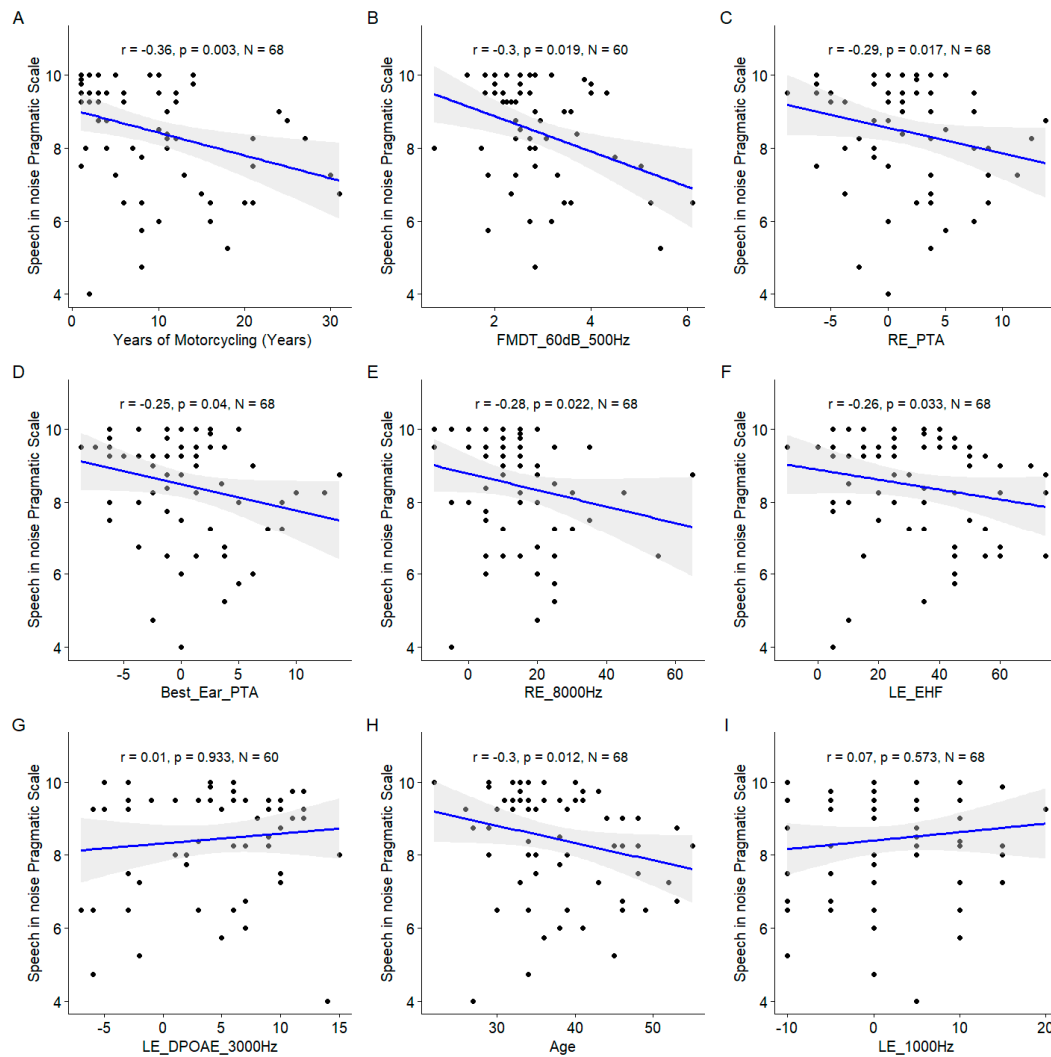 A
r = -0.36, p = 0.003, N = 68
Speech in noise Pragmatic Scale
10
8
6
4
0 10 20 30
Years of Motorcycling (Years)
B
r = -0.3, p = 0.019, N = 60
Speech in noise Pragmatic Scale
10
8
6
4
2 4 6
FMDT_60dB_500Hz
C
r = -0.29, p = 0.017, N = 68
Speech in noise Pragmatic Scale
10
8
6
4
-5 0 5 10
RE_PTA
D
r = -0.25, p = 0.04, N = 68
Speech in noise Pragmatic Scale
10
8
6
4
-5 0 5 10
Best_Ear_PTA
E
r = -0.28, p = 0.022, N = 68
Speech in noise Pragmatic Scale
10
8
6
4
0 20 40 60
RE_8000Hz
F
r = -0.26, p = 0.033, N = 68
Speech in noise Pragmatic Scale
10
8
6
4
0 20 40 60
LE_EHF
G
r = 0.01, p = 0.933, N = 60
Speech in noise Pragmatic Scale
10
8
6
4
-5 0 5 10 15
LE_DPOAE_3000Hz
H
r = -0.3, p = 0.012, N = 68
Speech in noise Pragmatic Scale
10
8
6
4
30 40 50
Age
I
r = 0.07, p = 0.573, N = 68
Speech in noise Pragmatic Scale
10
8
6
4
-10 0 10 20
LE_1000Hz